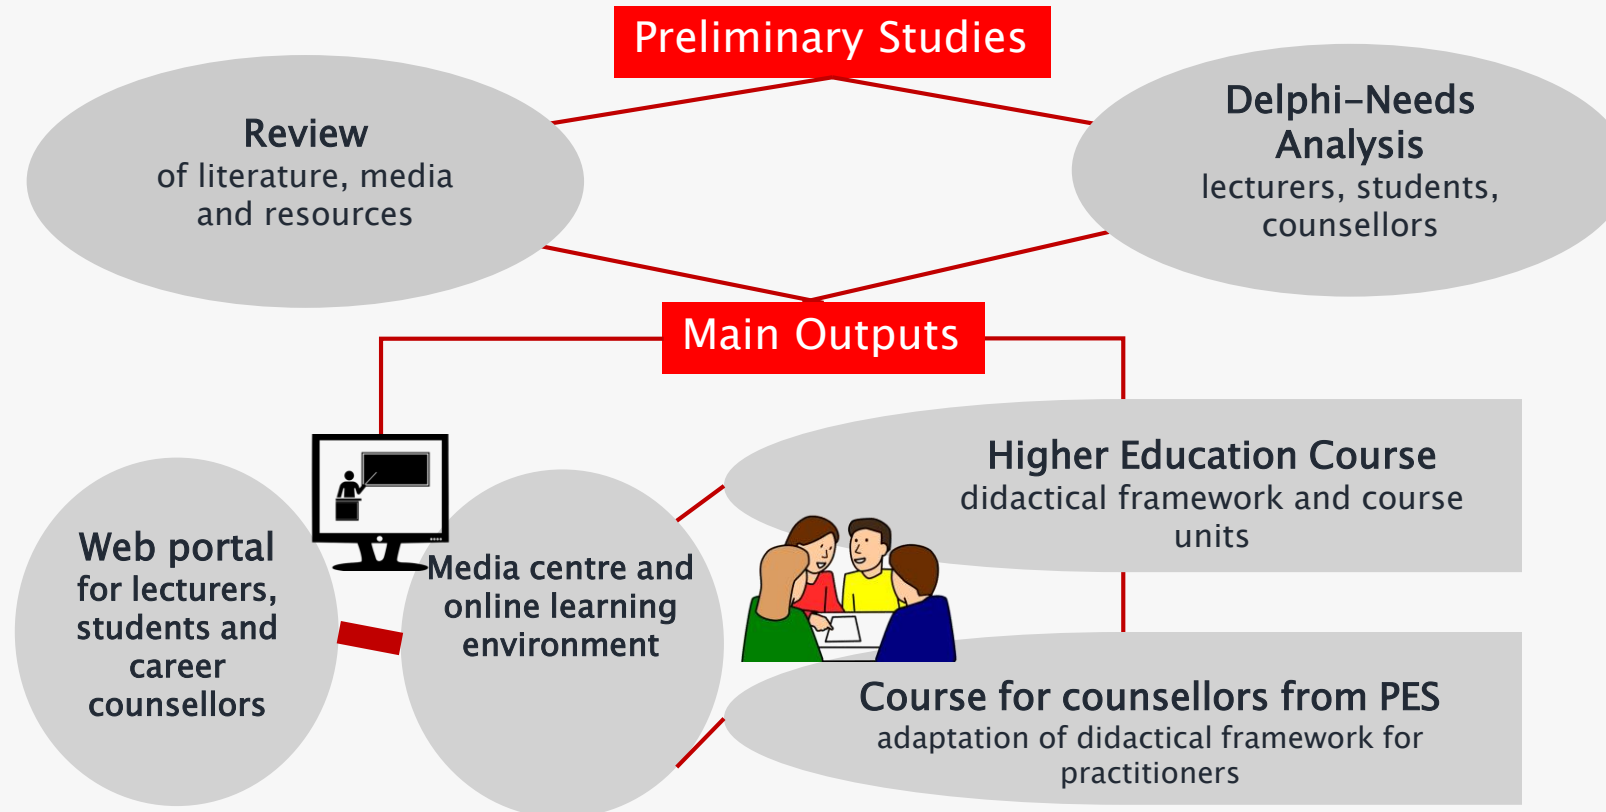 Preliminary Studies
Review
of literature, media
and resources
Delphi-Needs
Analysis
lecturers, students,
counsellors
Main Outputs
Web portal
for lecturers,
students and
career
counsellors
Media centre and
online learning
environment
Higher Education Course
didactical framework and course
units
Course for counsellors from PES
adaptation of didactical framework for
practitioners